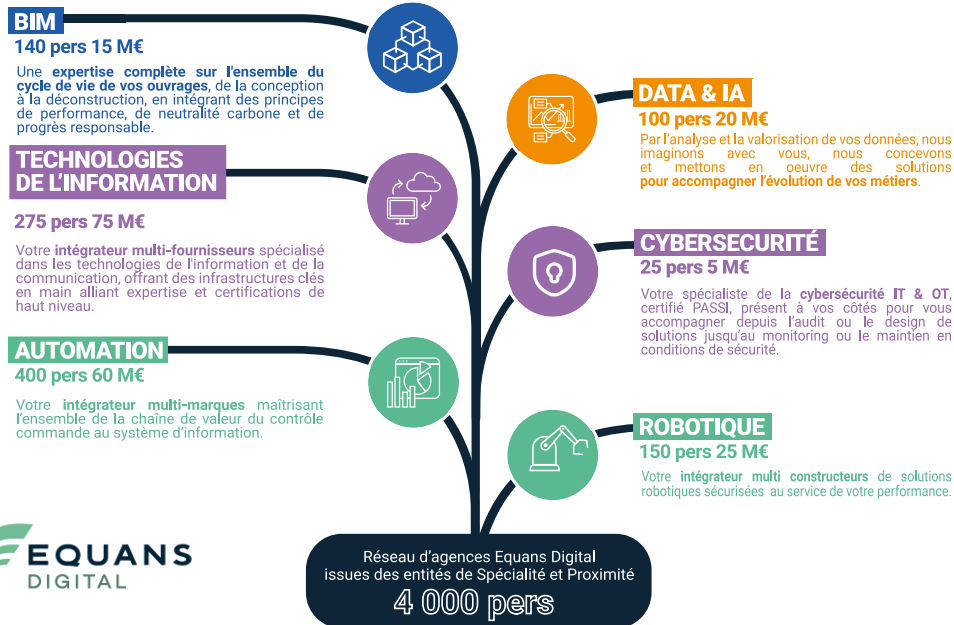 BIM
140 pers 15 M€
Une expertise complète sur l'ensemble du
cycle de vie de vos ouvrages, de la conception
à la déconstruction, en intégrant des principes
de performance, de neutralité carbone et de
progrès responsable.
TECHNOLOGIES
DE L'INFORMATION
275 pers 75 M€
Votre intégrateur multi-fournisseurs spécialisé
dans les technologies de l'information et de la
communication, offrant des infrastructures clés
en main alliant expertise et certifications de
haut niveau.
AUTOMATION
400 pers 60 M€
Votre intégrateur multi-marques maîtrisant
l'ensemble de la chaîne de valeur du contrôle
commande au système d'information.
DATA & IA
100 pers 20 M€
Par l'analyse et la valorisation de vos données, nous
imaginons avec vous, nous concevons
et mettons en oeuvre des solutions
pour accompagner l'évolution de vos métiers.
CYBERSECURITÉ
25 pers 5 M€
Votre spécialiste de la cybersécurité IT & OT,
certifié PASSI, présent à vos côtés pour vous
accompagner depuis l'audit ou le design de
solutions jusqu'au monitoring ou le maintien en
conditions de sécurité.
ROBOTIQUE
150 pers 25 M€
Votre intégrateur multi constructeurs de solutions
robotiques sécurisées au service de votre performance.
EQUANS
DIGITAL
Réseau d'agences Equans Digital
issues des entités de Spécialité et Proximité
4 000 pers